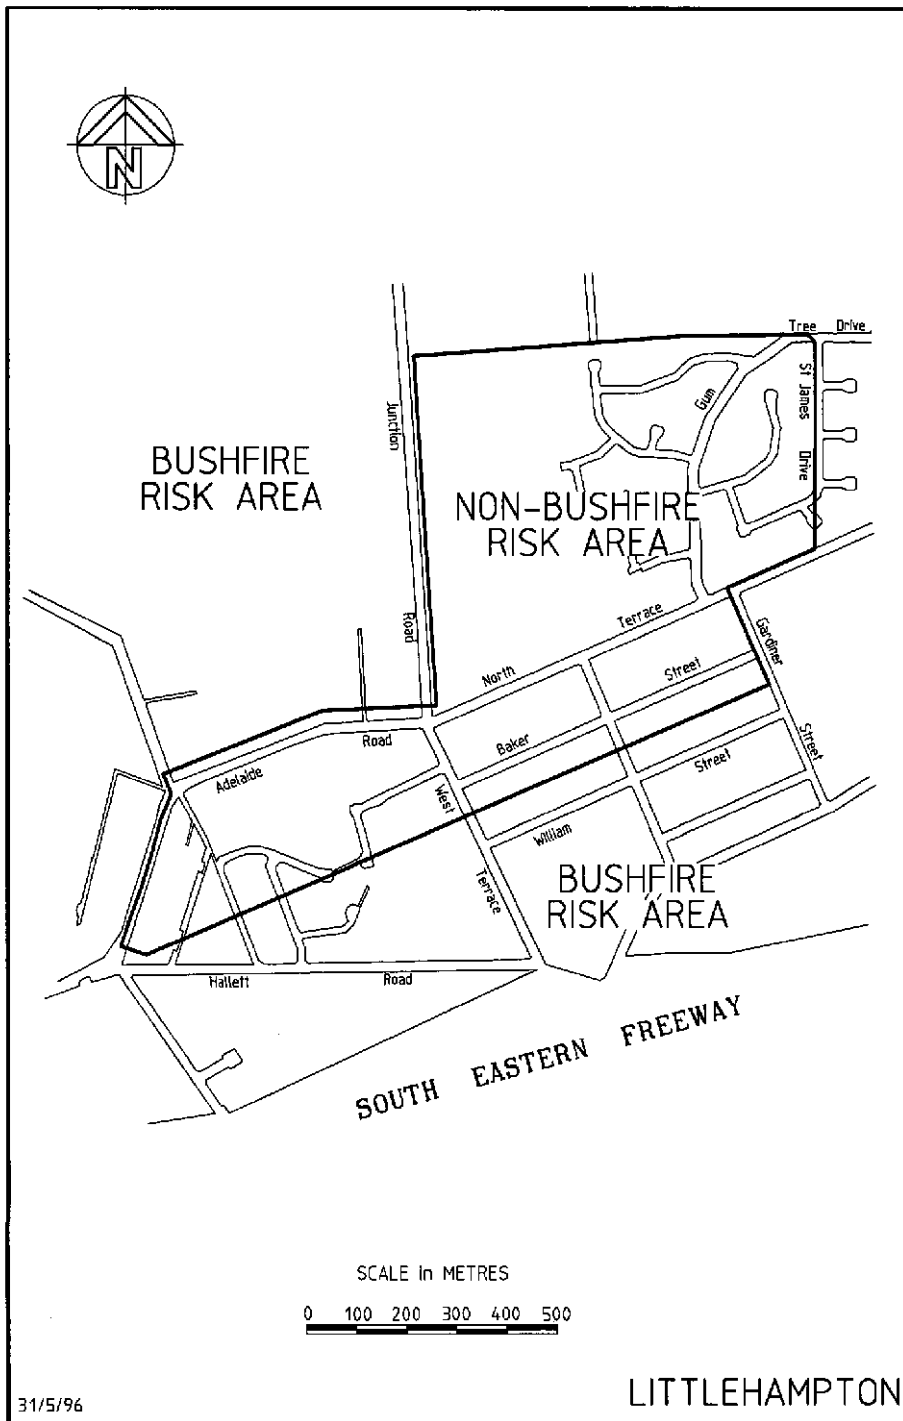 N
Tree Drive
St James Drive
Gum
Junction
Road
BUSHFIRE
RISK AREA
NON-BUSHFIRE
RISK AREA
North Terrace
Gardiner
Street
Baker Street
Adelaide Road
West
Terrace
William Street
BUSHFIRE
RISK AREA
Hallett Road
SOUTH EASTERN FREEWAY
SCALE in METRES
0 100 200 300 400 500
31/5/96
LITTLEHAMPTON